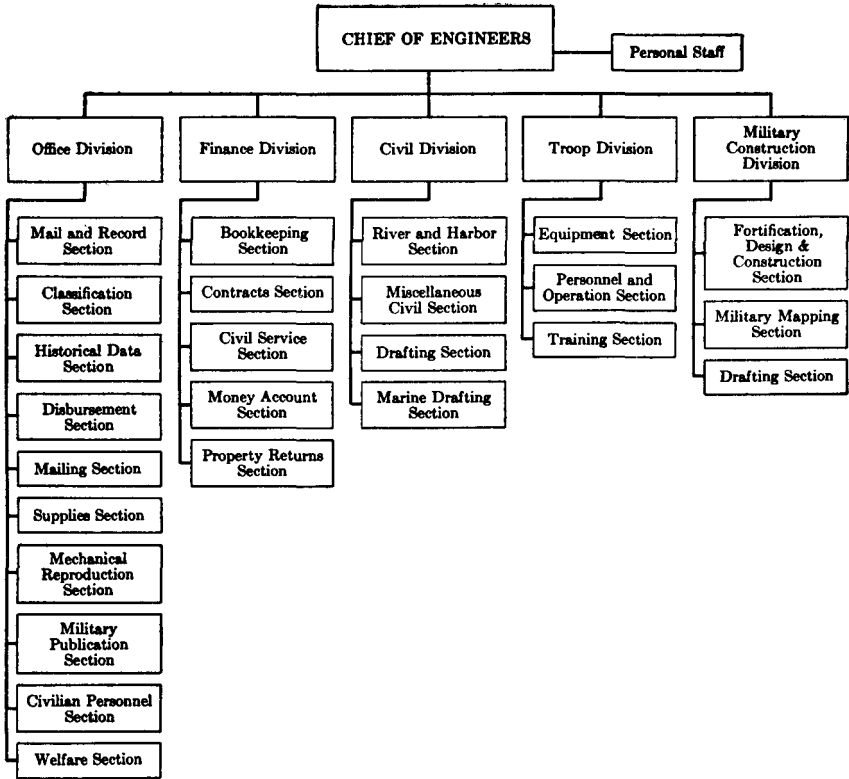 CHIEF OF ENGINEERS
Personal Staff
Office Division
Finance Division
Civil Division
Troop Division
Military
Construction
Division
Mail and Record
Section
Classification
Section
Historical Data
Section
Disbursement
Section
Mailing Section
Supplies Section
Mechanical
Reproduction
Section
Military
Publication
Section
Civilian Personnel
Section
Welfare Section
Bookkeeping
Section
Contracts Section
Civil Service
Section
Money Account
Section
Property Returns
Section
River and Harbor
Section
Miscellaneous
Civil Section
Drafting Section
Marine Drafting
Section
Equipment Section
Personnel and
Operation Section
Training Section
Fortification,
Design &
Construction
Section
Military Mapping
Section
Drafting Section